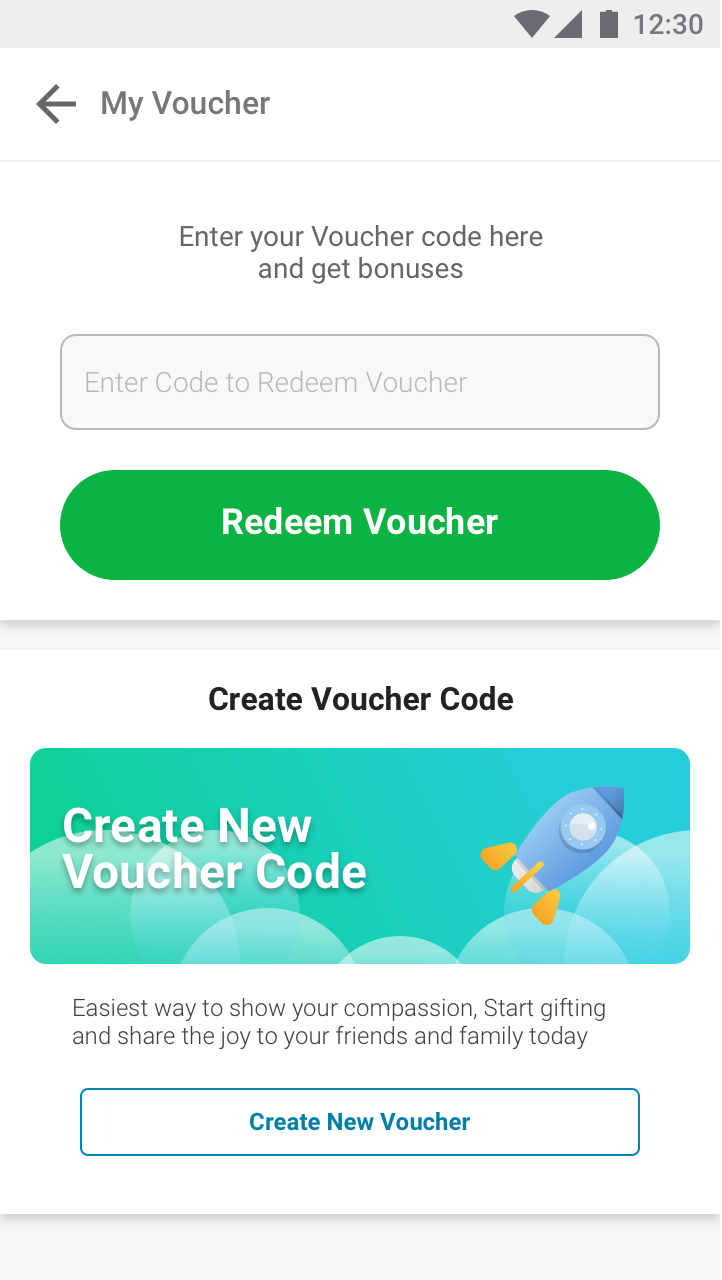 12:30
My Voucher
Enter your Voucher code here
and get bonuses
Enter Code to Redeem Voucher
Redeem Voucher
Create Voucher Code
Create New
Voucher Code
Easiest way to show your compassion, Start gifting
and share the joy to your friends and family today
Create New Voucher